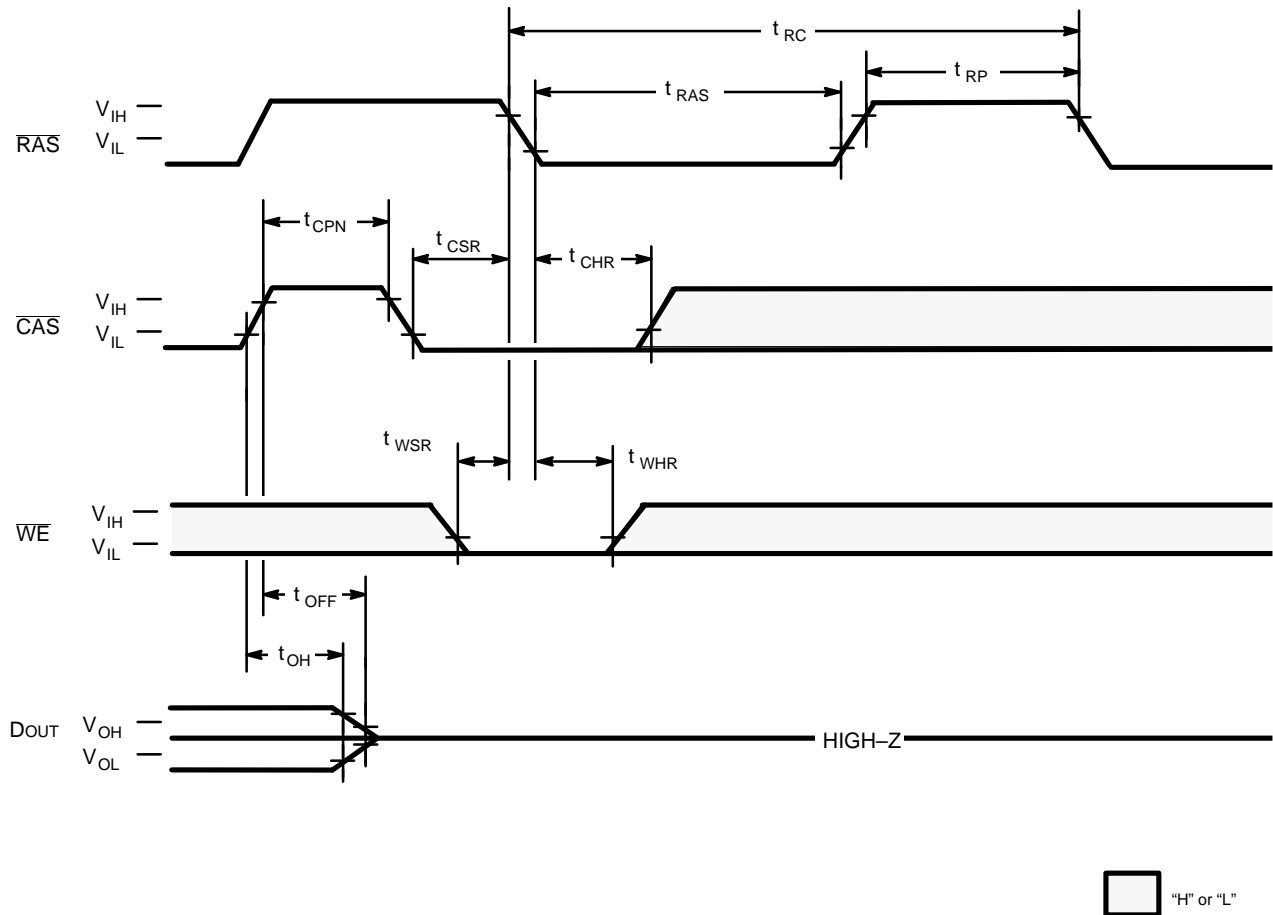 t RC
t RP
t RAS
V IH
RAS
V IL
t CPN
t CSR
t CHR
V IH
CAS
V IL
t WSR
t WHR
V IH
WE
V IL
t OFF
t OH
DOUT
V OH
HIGH–Z
V OL
“H” or “L”